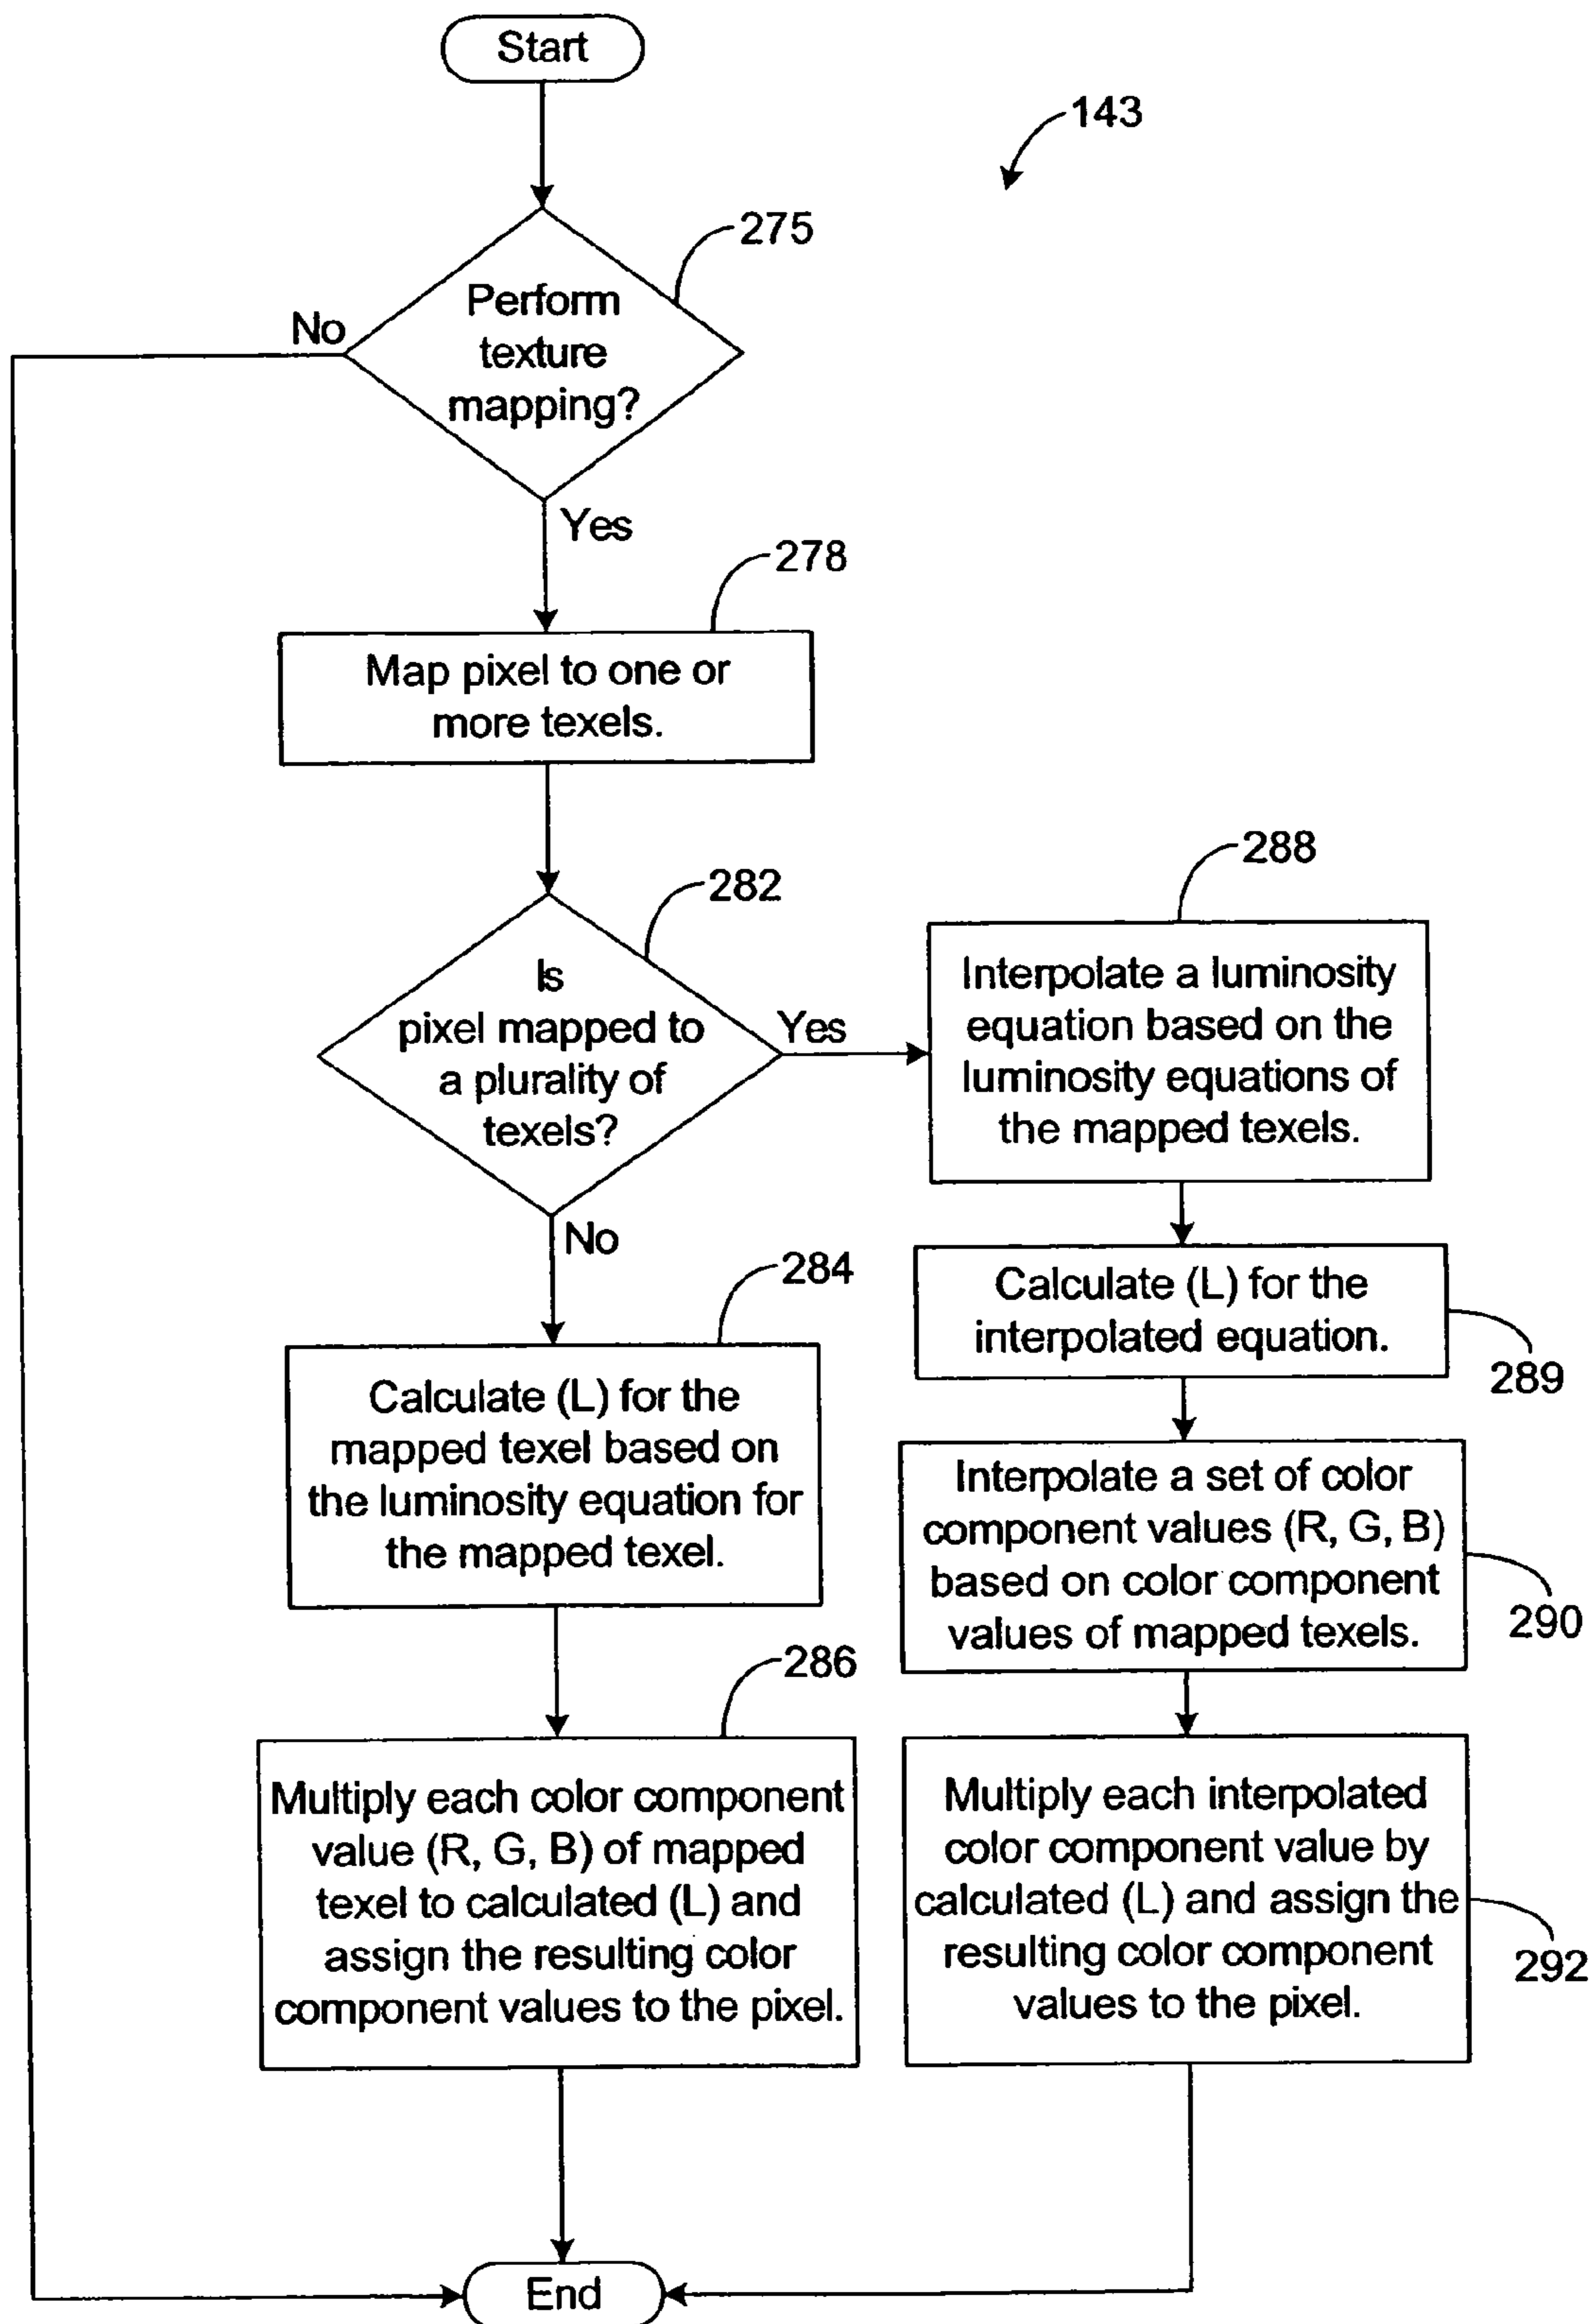 Start
143
275
Perform
texture
mapping?
No
Yes
278
Map pixel to one or
more texels.
282
Is
pixel mapped to
a plurality of
texels?
Yes
No
288
Interpolate a luminosity
equation based on the
luminosity equations of
the mapped texels.
284
Calculate (L) for the
mapped texel based on
the luminosity equation for
the mapped texel.
Calculate (L) for the
interpolated equation.
289
Interpolate a set of color
component values (R, G, B)
based on color component
values of mapped texels.
290
286
Multiply each color component
value (R, G, B) of mapped
texel to calculated (L) and
assign the resulting color
component values to the pixel.
Multiply each interpolated
color component value by
calculated (L) and assign the
resulting color component
values to the pixel.
292
End